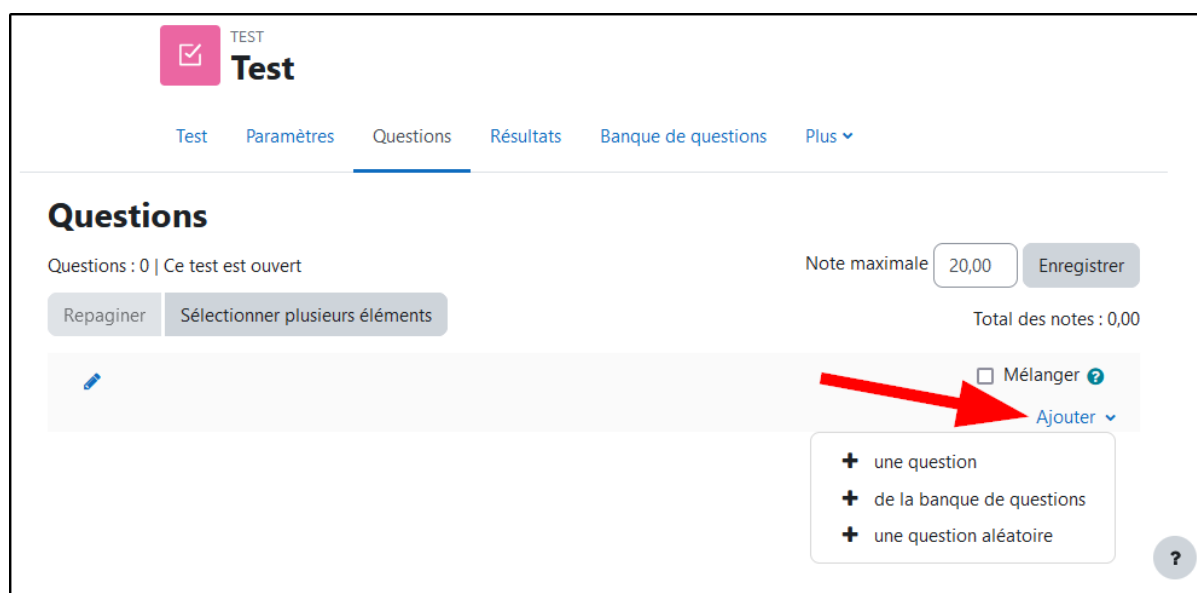 TEST
Test
Test Paramètres Questions Résultats Banque de questions Plus
Questions
Questions : 0 | Ce test est ouvert
Note maximale 20,00 Enregistrer
Repaginer Sélectionner plusieurs éléments
Total des notes : 0,00
Mélanger ?
Ajouter
+ une question
+ de la banque de questions
+ une question aléatoire
?